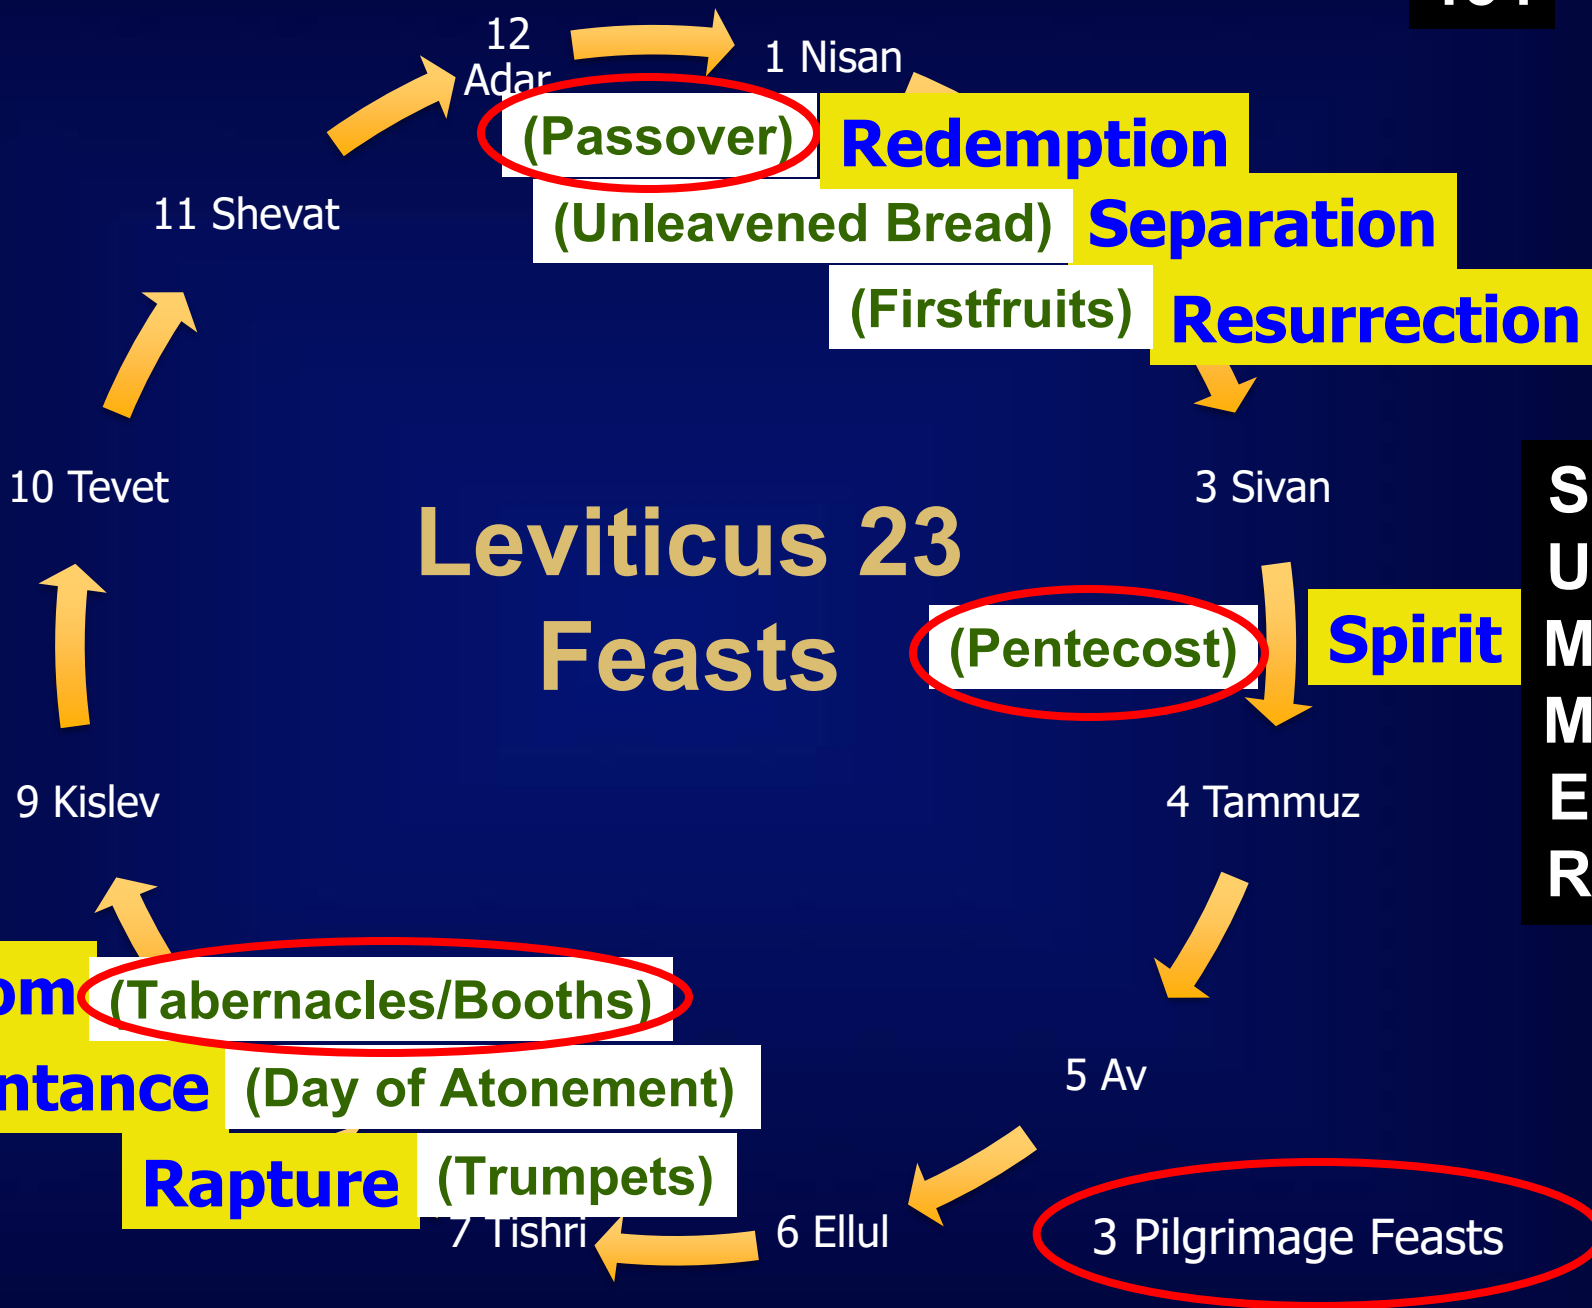 12
Adar
1 Nisan
(Passover)
Redemption
(Unleavened Bread)
Separation
(Firstfruits)
Resurrection
11 Shevat
10 Tevet
3 Sivan
Leviticus 23
Feasts
(Pentecost)
Spirit
S
U
M
M
E
R
9 Kislev
4 Tammuz
(Tabernacles/Booths)
5 Av
(Day of Atonement)
Rapture
(Trumpets)
7 Tishri
6 Ellul
3 Pilgrimage Feasts